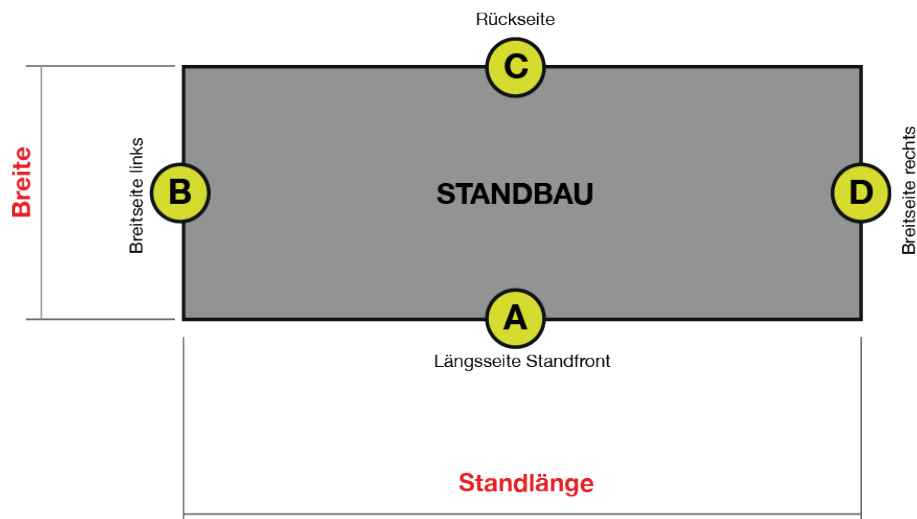 Rückseite
C
Breite
Breitseite links
B
STANDBAU
D
Breitseite rechts
A
Längsseite Standfront
Standlänge